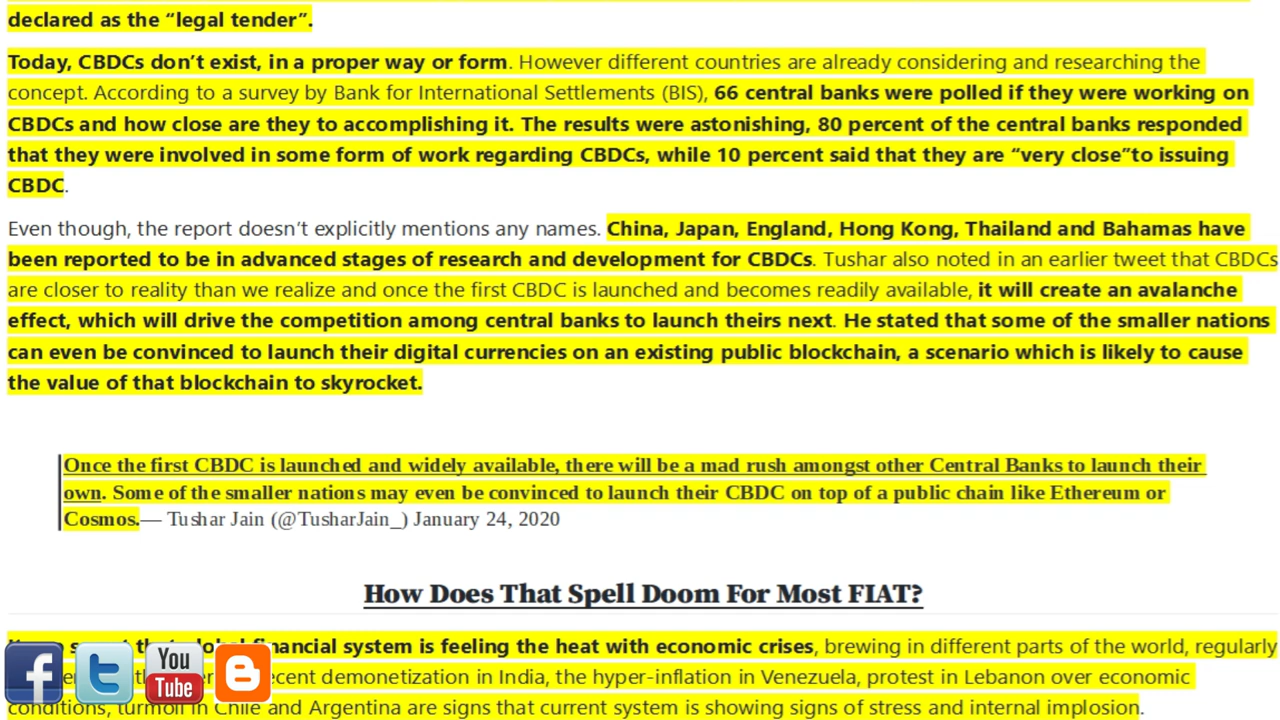 declared as the “legal tender”.
Today, CBDCs don’t exist, in a proper way or form. However different countries are already considering and researching the
concept. According to a survey by Bank for International Settlements (BIS), 66 central banks were polled if they were working on
CBDCs and how close are they to accomplishing it. The results were astonishing, 80 percent of the central banks responded
that they were involved in some form of work regarding CBDCs, while 10 percent said that they are “very close”to issuing
CBDC.
Even though, the report doesn’t explicitly mentions any names. China, Japan, England, Hong Kong, Thailand and Bahamas have
been reported to be in advanced stages of research and development for CBDCs. Tushar also noted in an earlier tweet that CBDCs
are closer to reality than we realize and once the first CBDC is launched and becomes readily available, it will create an avalanche
effect, which will drive the competition among central banks to launch theirs next. He stated that some of the smaller nations
can even be convinced to launch their digital currencies on an existing public blockchain, a scenario which is likely to cause
the value of that blockchain to skyrocket.
Once the first CBDC is launched and widely available, there will be a mad rush amongst other Central Banks to launch their
own. Some of the smaller nations may even be convinced to launch their CBDC on top of a public chain like Ethereum or
Cosmos.— Tushar Jain (@TusharJain_) January 24, 2020
How Does That Spell Doom For Most FIAT?
financial system is feeling the heat with economic crises, brewing in different parts of the world, regularly
demonetization in India, the hyper-inflation in Venezuela, protest in Lebanon over economic
conditions, turmoil in Chile and Argentina are signs that current system is showing signs of stress and internal implosion.
You
Tube